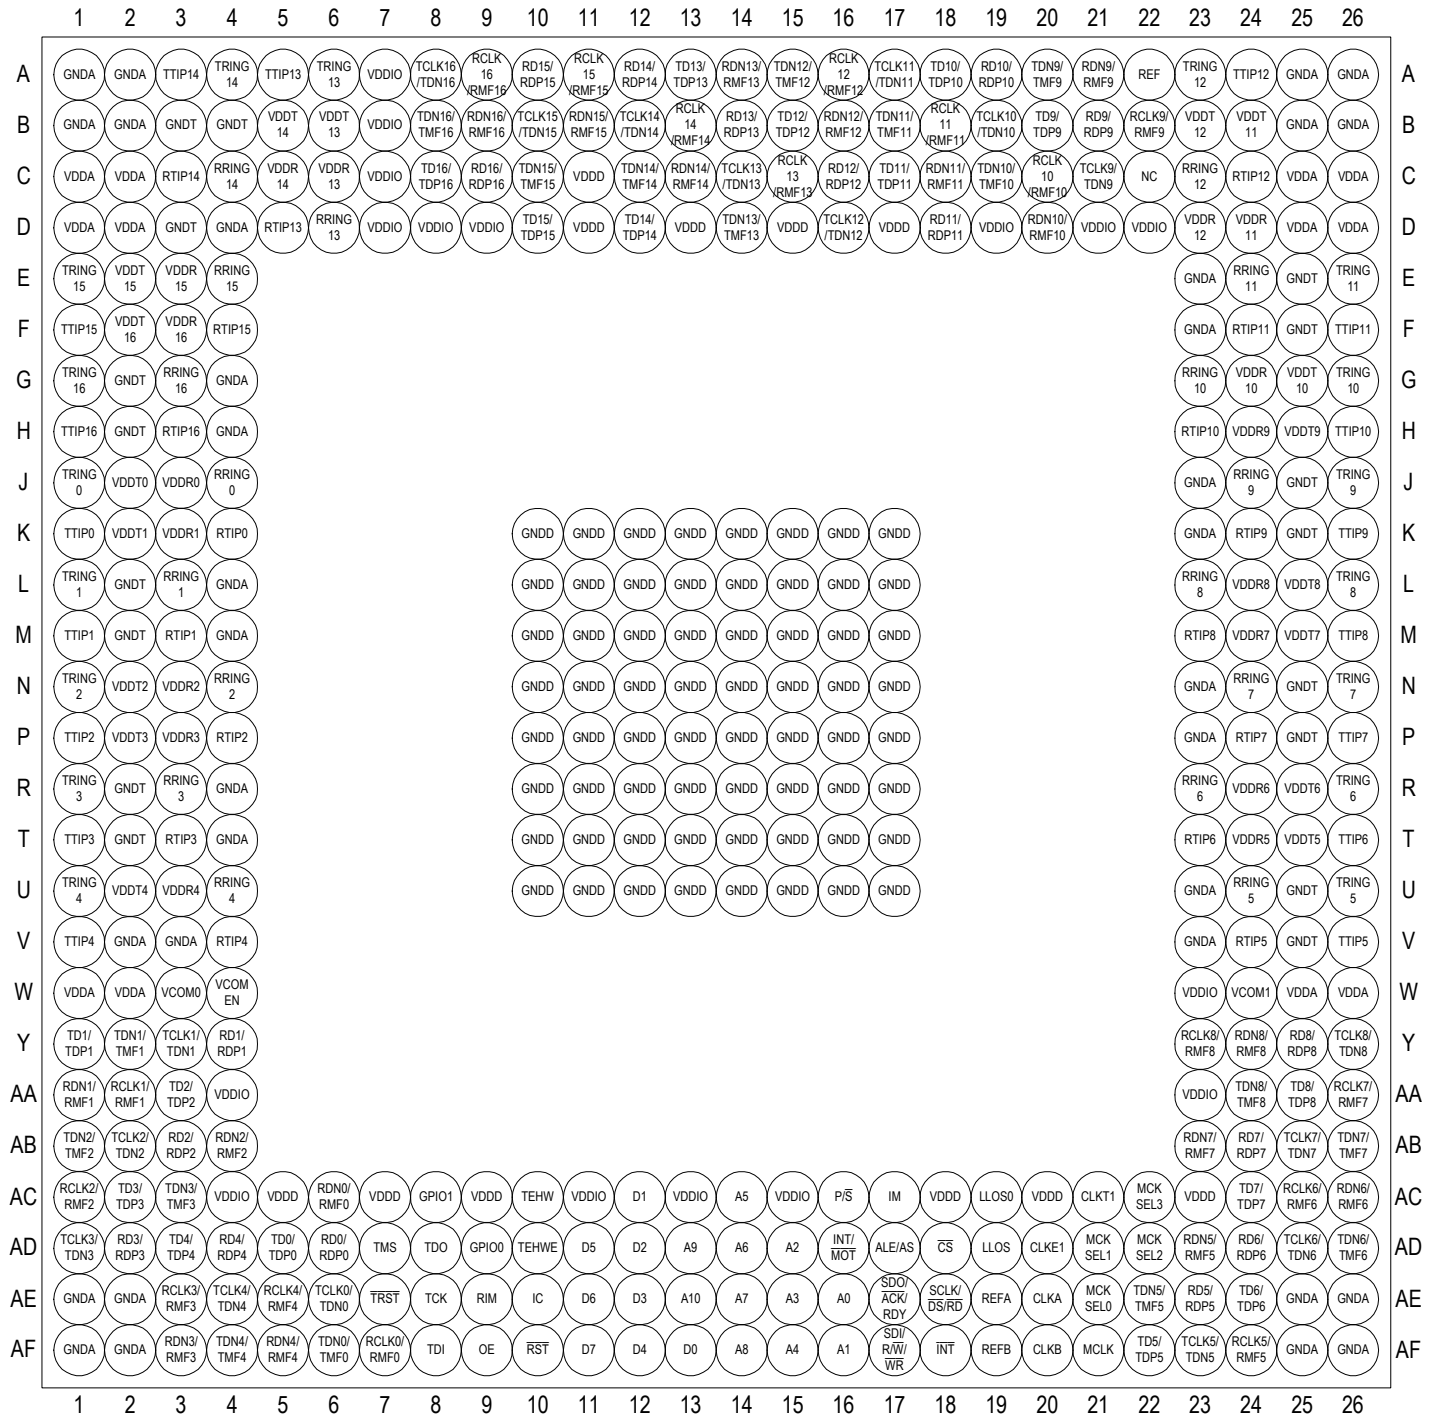 1 2 3 4 5 6 7 8 9 10 11 12 13 14 15 16 17 18 19 20 21 22 23 24 25 26
A GNDA GNDA TTIP14 TRING 14 TTIP13 TRING 13 VDDIO TCLK16 /TDN16 RCLK 16 /RMF16 RD15/ RDP15 RCLK 15 /RMF15 RD14/ RDP14 TD13/ TDP13 RDN13/ RMF13 TDN12/ TMF12 RCLK 12 /RMF12 TCLK11 /TDN11 TD10/ TDP10 RD10/ RDP10 TDN9/ TMF9 RDN9/ RMF9 REF TRING 12 TTIP12 GNDA GNDA A
B GNDA GNDA GNDT GNDT VDDT 14 VDDT 13 VDDIO TDN16/ TMF16 RDN16/ RMF16 TCLK15 /TDN15 RDN15/ RMF15 TCLK14 /TDN14 RCLK 14 /RMF14 RD13/ RDP13 TD12/ TDP12 RDN12/ RMF12 TDN11/ TMF11 RCLK 11 /RMF11 TCLK10 /TDN10 TD9/ TDP9 RD9/ RDP9 RCLK9/ RMF9 VDDT 12 VDDT 11 GNDA GNDA B
C VDDA VDDA RTIP14 RRING 14 VDDR 14 VDDR 13 VDDIO TD16/ TDP16 RD16/ RDP16 TDN15/ TMF15 VDDD TDN14/ TMF14 RDN14/ RMF14 TCLK13 /TDN13 RCLK 13 /RMF13 RD12/ RDP12 TD11/ TDP11 RDN11/ RMF11 TDN10/ TMF10 RCLK 10 /RMF10 TCLK9/ TDN9 NC RRING 12 RTIP12 VDDA VDDA C
D VDDA VDDA GNDT GNDA RTIP13 RRING 13 VDDIO VDDIO VDDIO TD15/ TDP15 VDDD TD14/ TDP14 VDDD TDN13/ TMF13 VDDD TCLK12 /TDN12 VDDD RD11/ RDP11 VDDIO RDN10/ RMF10 VDDIO VDDIO VDDR 12 VDDR 11 VDDA VDDA D
E TRING 15 VDDT 15 VDDR 15 RRING 15 GNDA RRING 11 GNDT TRING 11 E
F TTIP15 VDDT 16 VDDR 16 RTIP15 GNDA RTIP11 GNDT TTIP11 F
G TRING 16 GNDT RRING 16 GNDA RRING 10 VDDR 10 VDDT 10 TRING 10 G
H TTIP16 GNDT RTIP16 GNDA RTIP10 VDDR9 VDDT9 TTIP10 H
J TRING 0 VDDT0 VDDR0 RRING 0 GNDA RRING 9 GNDT TRING 9 J
K TTIP0 VDDT1 VDDR1 RTIP0 GNDD GNDD GNDD GNDD GNDD GNDD GNDD GNDD GNDA RTIP9 GNDT TTIP9 K
L TRING 1 GNDT RRING 1 GNDA GNDD GNDD GNDD GNDD GNDD GNDD GNDD GNDD RRING 8 VDDR8 VDDT8 TRING 8 L
M TTIP1 GNDT RTIP1 GNDA GNDD GNDD GNDD GNDD GNDD GNDD GNDD GNDD RTIP8 VDDR7 VDDT7 TTIP8 M
N TRING 2 VDDT2 VDDR2 RRING 2 GNDD GNDD GNDD GNDD GNDD GNDD GNDD GNDD GNDA RRING 7 GNDT TRING 7 N
P TTIP2 VDDT3 VDDR3 RTIP2 GNDD GNDD GNDD GNDD GNDD GNDD GNDD GNDD GNDA RTIP7 GNDT TTIP7 P
R TRING 3 GNDT RRING 3 GNDA GNDD GNDD GNDD GNDD GNDD GNDD GNDD GNDD RRING 6 VDDR6 VDDT6 TRING 6 R
T TTIP3 GNDT RTIP3 GNDA GNDD GNDD GNDD GNDD GNDD GNDD GNDD GNDD RTIP6 VDDR5 VDDT5 TTIP6 T
U TRING 4 VDDT4 VDDR4 RRING 4 GNDD GNDD GNDD GNDD GNDD GNDD GNDD GNDD GNDA RRING 5 GNDT TRING 5 U
V TTIP4 GNDA GNDA RTIP4 GNDA RTIP5 GNDT TTIP5 V
W VDDA VDDA VCOM0 VCOM EN VDDIO VCOM1 VDDA VDDA W
Y TD1/ TDP1 TDN1/ TMF1 TCLK1/ TDN1 RD1/ RDP1 RCLK8/ RMF8 RDN8/ RMF8 RD8/ RDP8 TCLK8/ TDN8 Y
AA RDN1/ RMF1 RCLK1/ RMF1 TD2/ TDP2 VDDIO VDDIO TDN8/ TMF8 TD8/ TDP8 RCLK7/ RMF7 AA
AB TDN2/ TMF2 TCLK2/ TDN2 RD2/ RDP2 RDN2/ RMF2 RDN7/ RMF7 RD7/ RDP7 TCLK7/ TDN7 TDN7/ TMF7 AB
AC RCLK2/ RMF2 TD3/ TDP3 TDN3/ TMF3 VDDIO VDDD RDN0/ RMF0 VDDD GPIO1 VDDD TEHW VDDIO D1 VDDIO A5 VDDIO P/S IM VDDD LLOS0 VDDD CLKT1 MCK SEL3 VDDD TD7/ TDP7 RCLK6/ RMF6 RDN6/ RMF6 AC
AD TCLK3/ TDN3 RD3/ RDP3 TD4/ TDP4 RD4/ RDP4 TD0/ TDP0 RD0/ RDP0 TMS TDO GPIO0 TEHWE D5 D2 A9 A6 A2 INT/ MOT ALE/AS CS LLOS CLKE1 MCK SEL1 MCK SEL2 RDN5/ RMF5 RD6/ RDP6 TCLK6/ TDN6 TDN6/ TMF6 AD
AE GNDA GNDA RCLK3/ RMF3 TCLK4/ TDN4 RCLK4/ RMF4 TCLK0/ TDN0 TRST TCK RIM IC D6 D3 A10 A7 A3 A0 SDO/ ACK/ RDY SCLK/ DS/RD REFA CLKA MCK SEL0 TDN5/ TMF5 RD5/ RDP5 TD6/ TDP6 GNDA GNDA AE
AF GNDA GNDA RDN3/ RMF3 TDN4/ TMF4 RDN4/ RMF4 TDN0/ TMF0 RCLK0/ RMF0 TDI OE RST D7 D4 D0 A8 A4 A1 SDI/ R/W/ WR INT REFB CLKB MCLK TD5/ TDP5 TCLK5/ TDN5 RCLK5/ RMF5 GNDA GNDA AF
1 2 3 4 5 6 7 8 9 10 11 12 13 14 15 16 17 18 19 20 21 22 23 24 25 26